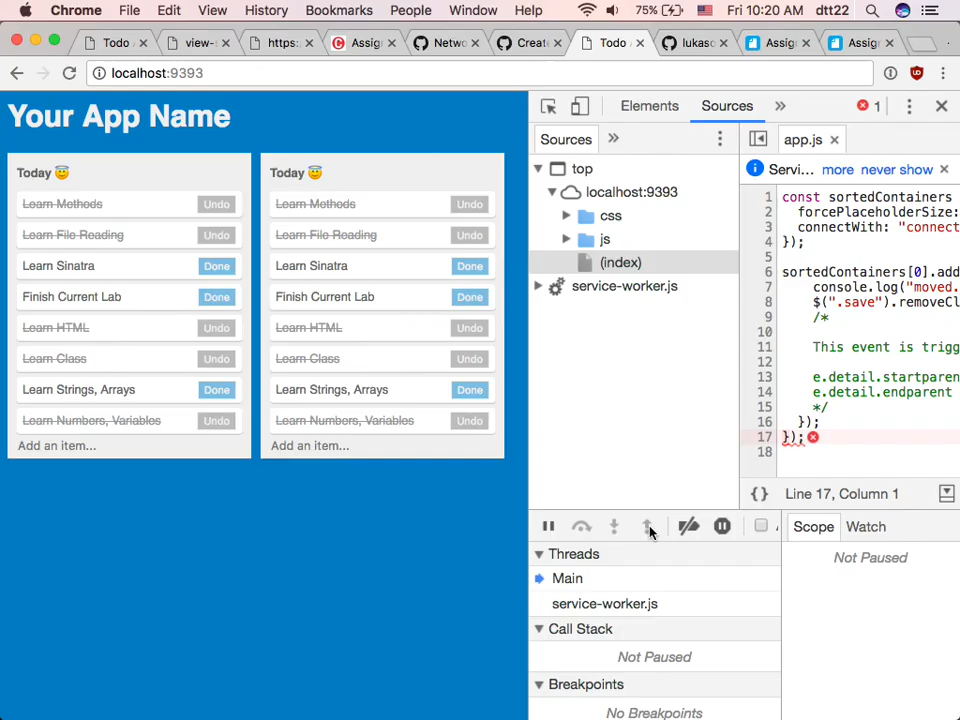 Chrome File Edit View History Bookmarks People Window Help 75% Fri 10:20 AM dtt22
Todo view-s https: Assig Netwo Create Todo lukaso Assig Assig
localhost:9393
Your App Name
Today 😇
Learn Methods Undo
Learn File Reading Undo
Learn Sinatra Done
Finish Current Lab Done
Learn HTML Undo
Learn Class Undo
Learn Strings, Arrays Done
Learn Numbers, Variables Undo
Add an item...
Today 😇
Learn Methods Undo
Learn File Reading Undo
Learn Sinatra Done
Finish Current Lab Done
Learn HTML Undo
Learn Class Undo
Learn Strings, Arrays Done
Learn Numbers, Variables Undo
Add an item...
Elements Sources » 1
Sources »
top
localhost:9393
css
js
(index)
service-worker.js
app.js
Servi... more never show
1 const sortedContainers
2 forcePlaceholderSize:
3 connectWith: "connect
4 });
5
6 sortedContainers[0].add
7 console.log("moved.
8 $(".save").removeCl
9 /*
10
11 This event is trigg
12
13 e.detail.startparen
14 e.detail.endparent
15 */
16 });
17 });
18
{} Line 17, Column 1
Threads
Main
service-worker.js
Call Stack
Not Paused
Breakpoints
No Breakpoints
Scope Watch
Not Paused